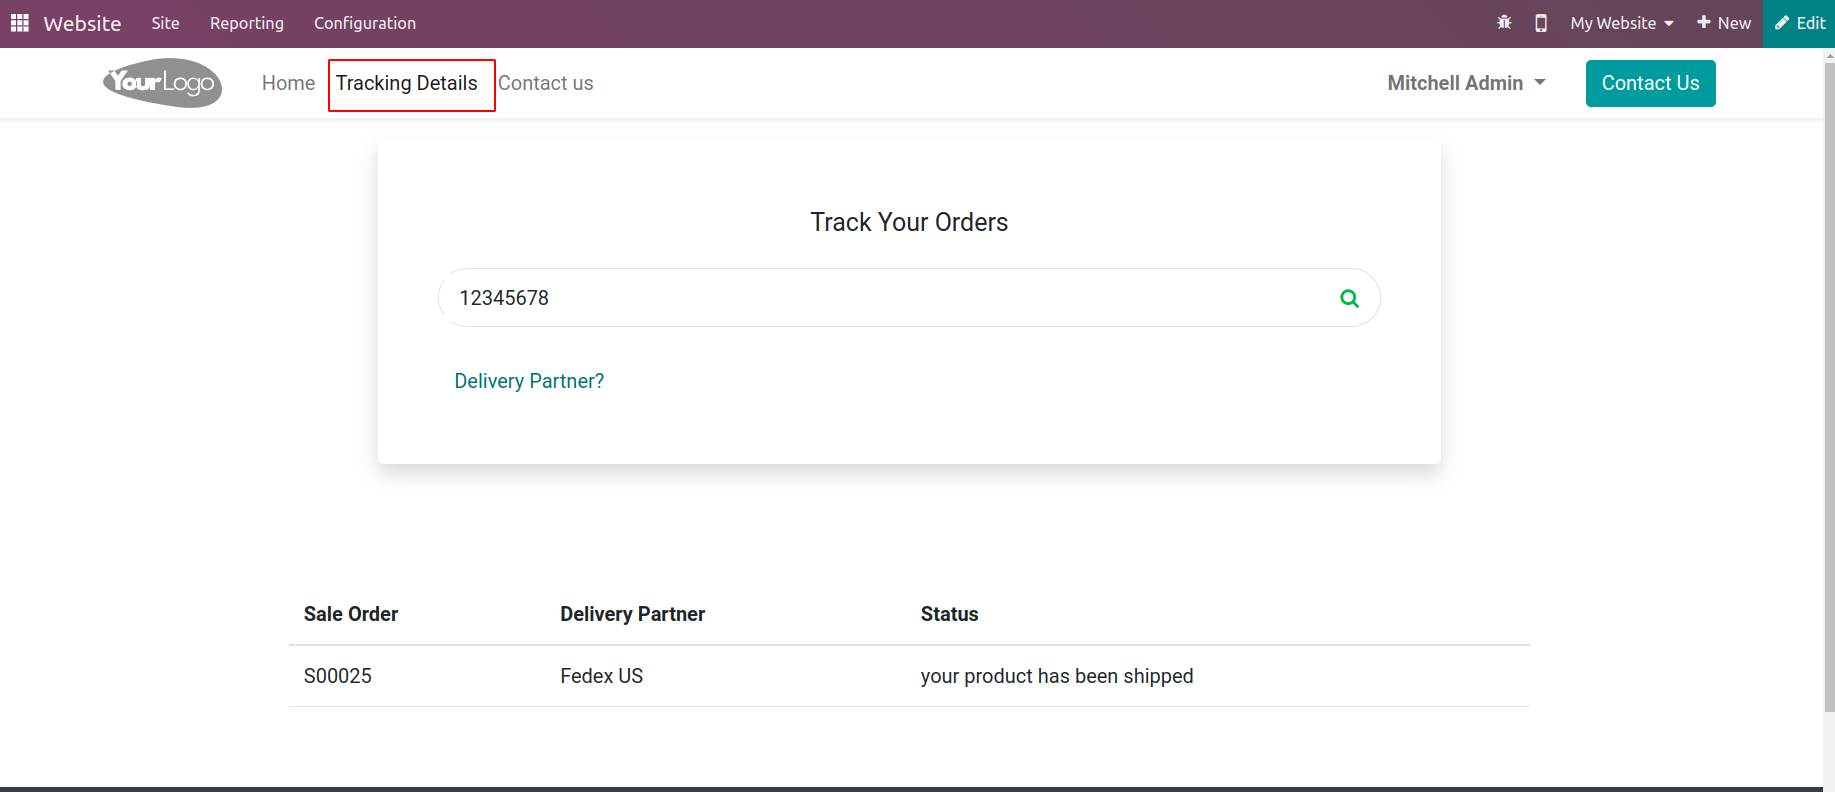 Website Site Reporting Configuration My Website New Edit
YourLogo Home Tracking Details Contact us Mitchell Admin Contact Us
Track Your Orders
12345678
Delivery Partner?
Sale Order Delivery Partner Status
S00025 Fedex US your product has been shipped